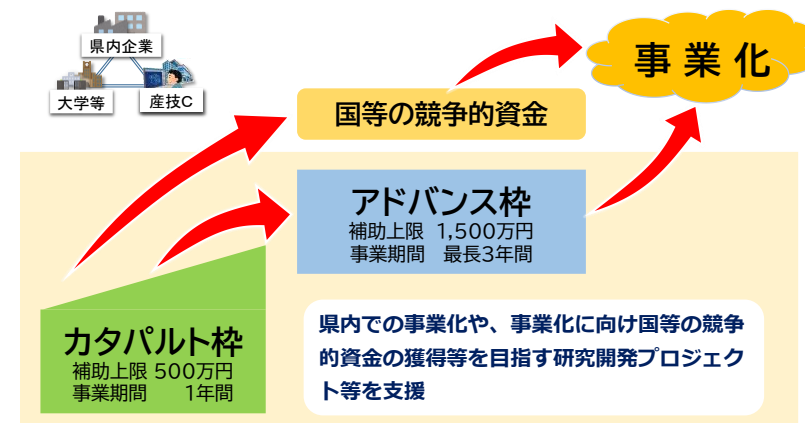 県内企業
大学等
産技C
事業化
国等の競争的資金
アドバンス枠
補助上限 1,500万円
事業期間 最長3年間
カタパルト枠
補助上限 500万円
事業期間 1年間
県内での事業化や、事業化に向け国等の競争
的資金の獲得等を目指す研究開発プロジェク
ト等を支援